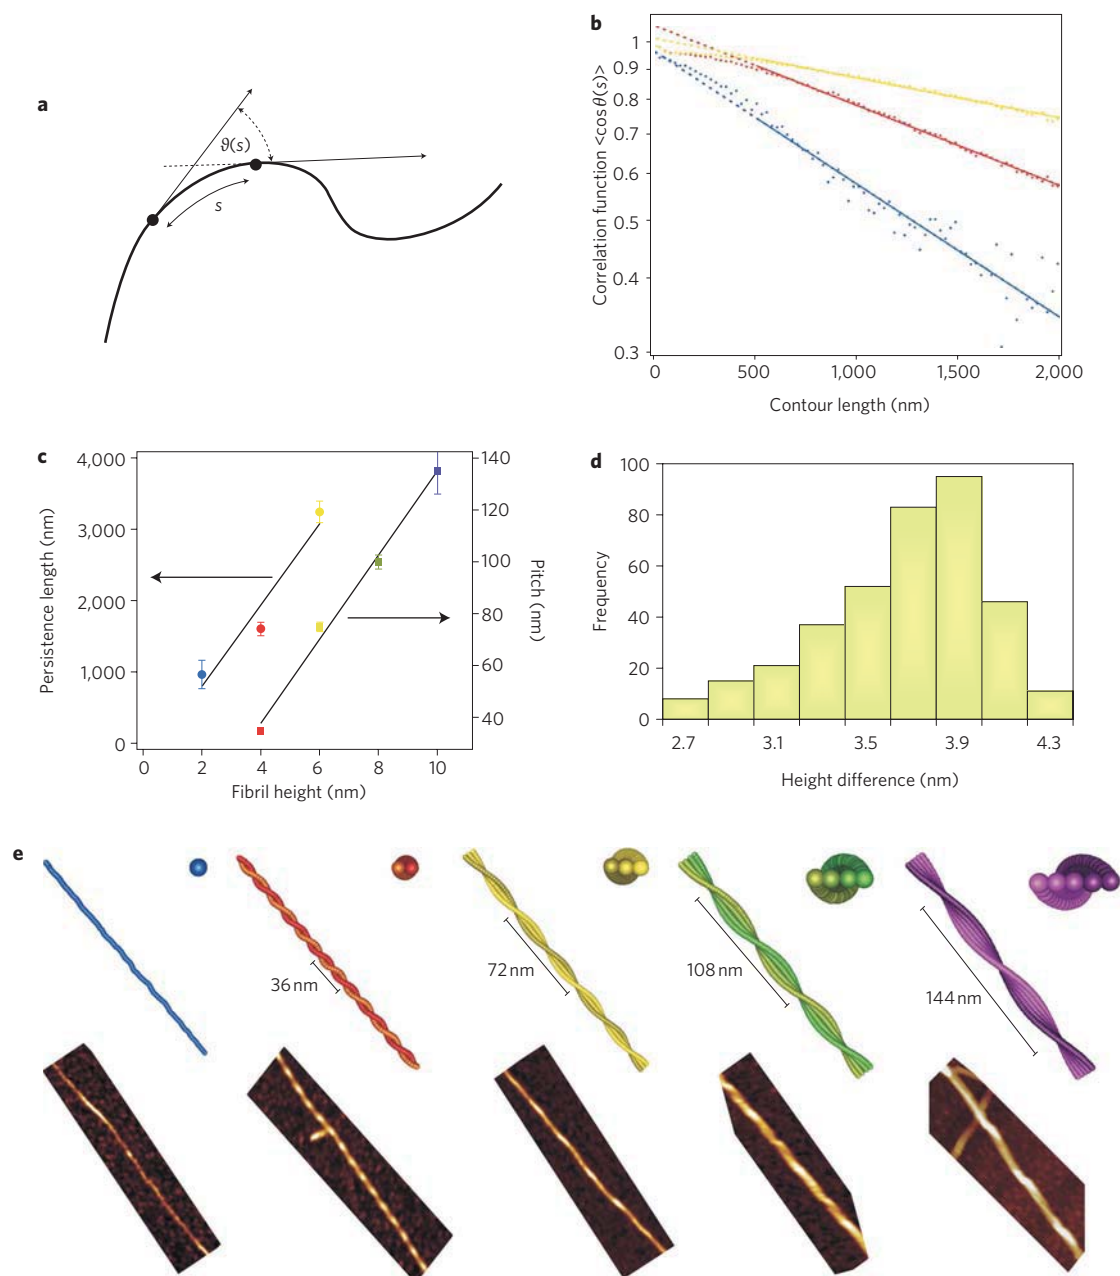 a
ϑ(s)
s
b
Correlation function <cos θ(s)>
1
0.9
0.8
0.7
0.6
0.5
0.4
0.3
0
500
1,000
1,500
2,000
Contour length (nm)
c
Persistence length (nm)
4,000
3,000
2,000
1,000
0
140
120
100
80
60
40
Pitch (nm)
0
2
4
6
8
10
Fibril height (nm)
d
Frequency
100
80
60
40
20
0
2.7
3.1
3.5
3.9
4.3
Height difference (nm)
e
36 nm
72 nm
108 nm
144 nm